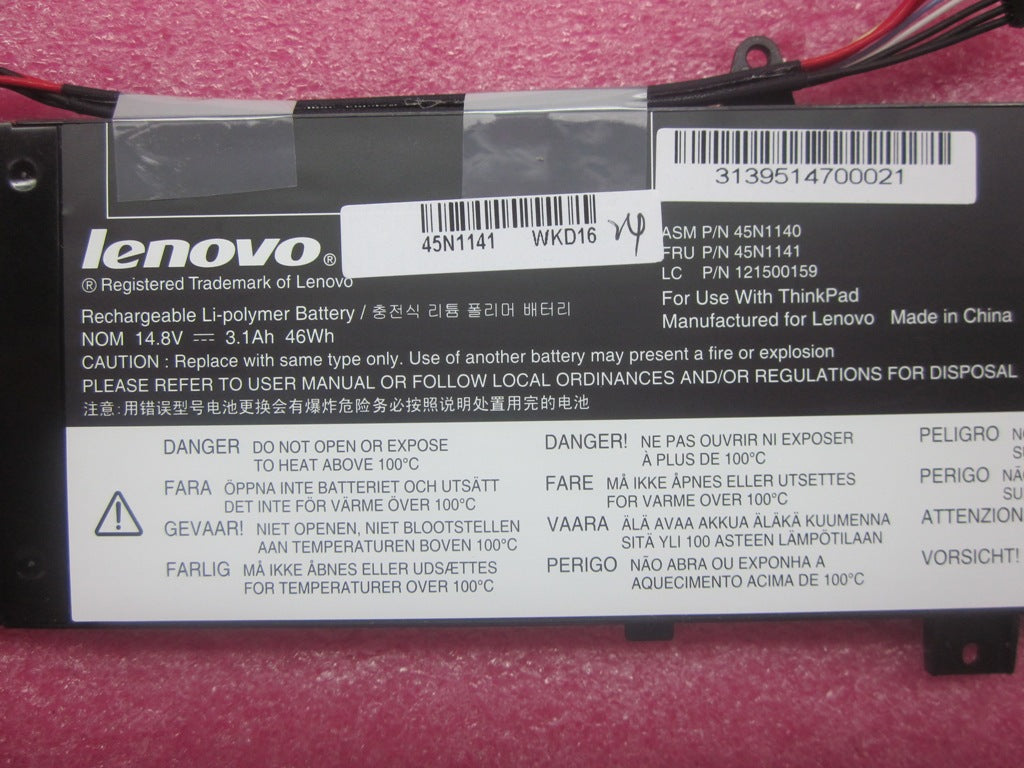 3139514700021
45N1141 WKD16
lenovo®
® Registered Trademark of Lenovo
ASM P/N 45N1140
FRU P/N 45N1141
LC P/N 121500159
For Use With ThinkPad
Manufactured for Lenovo Made in China
Rechargeable Li-polymer Battery / 충전식 리튬 폴리머 배터리
NOM 14.8V 3.1Ah 46Wh
CAUTION : Replace with same type only. Use of another battery may present a fire or explosion
PLEASE REFER TO USER MANUAL OR FOLLOW LOCAL ORDINANCES AND/OR REGULATIONS FOR DISPOSAL
注意: 用错误型号电池更换会有爆炸危险务必按照说明处置用完的电池
DANGER DO NOT OPEN OR EXPOSE
TO HEAT ABOVE 100°C
FARA ÖPPNA INTE BATTERIET OCH UTSÄTT
DET INTE FÖR VÄRME ÖVER 100°C
GEVAAR! NIET OPENEN, NIET BLOOTSTELLEN
AAN TEMPERATUREN BOVEN 100°C
FARLIG MÅ IKKE ÅBNES ELLER UDSÆTTES
FOR TEMPERATURER OVER 100°C
DANGER! NE PAS OUVRIR NI EXPOSER
À PLUS DE 100°C
FARE MÅ IKKE ÅPNES ELLER UTSETTES
FOR VARME OVER 100°C
VAARA ÄLÄ AVAA AKKUA ÄLÄKÄ KUUMENNA
SITÄ YLI 100 ASTEEN LÄMPÖTILAAN
PERIGO NÃO ABRA OU EXPONHA A
AQUECIMENTO ACIMA DE 100°C
PELIGRO
PERIGO
ATTENZION
VORSICHT!